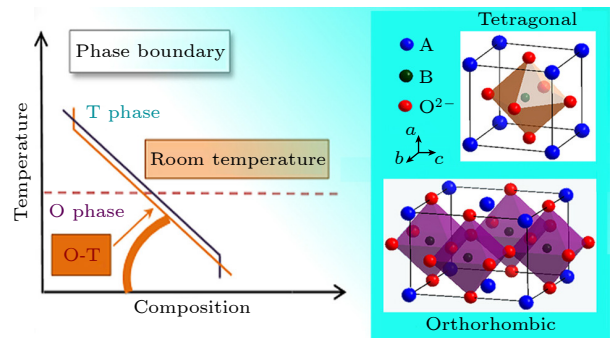 Phase boundary
T phase
Room temperature
O phase
O-T
Temperature
Composition
Tetragonal
A
B
O²⁻
a
b
c
Orthorhombic